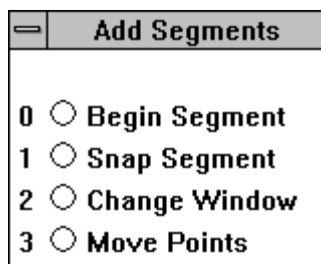 Add Segments
0 Begin Segment
1 Snap Segment
2 Change Window
3 Move Points